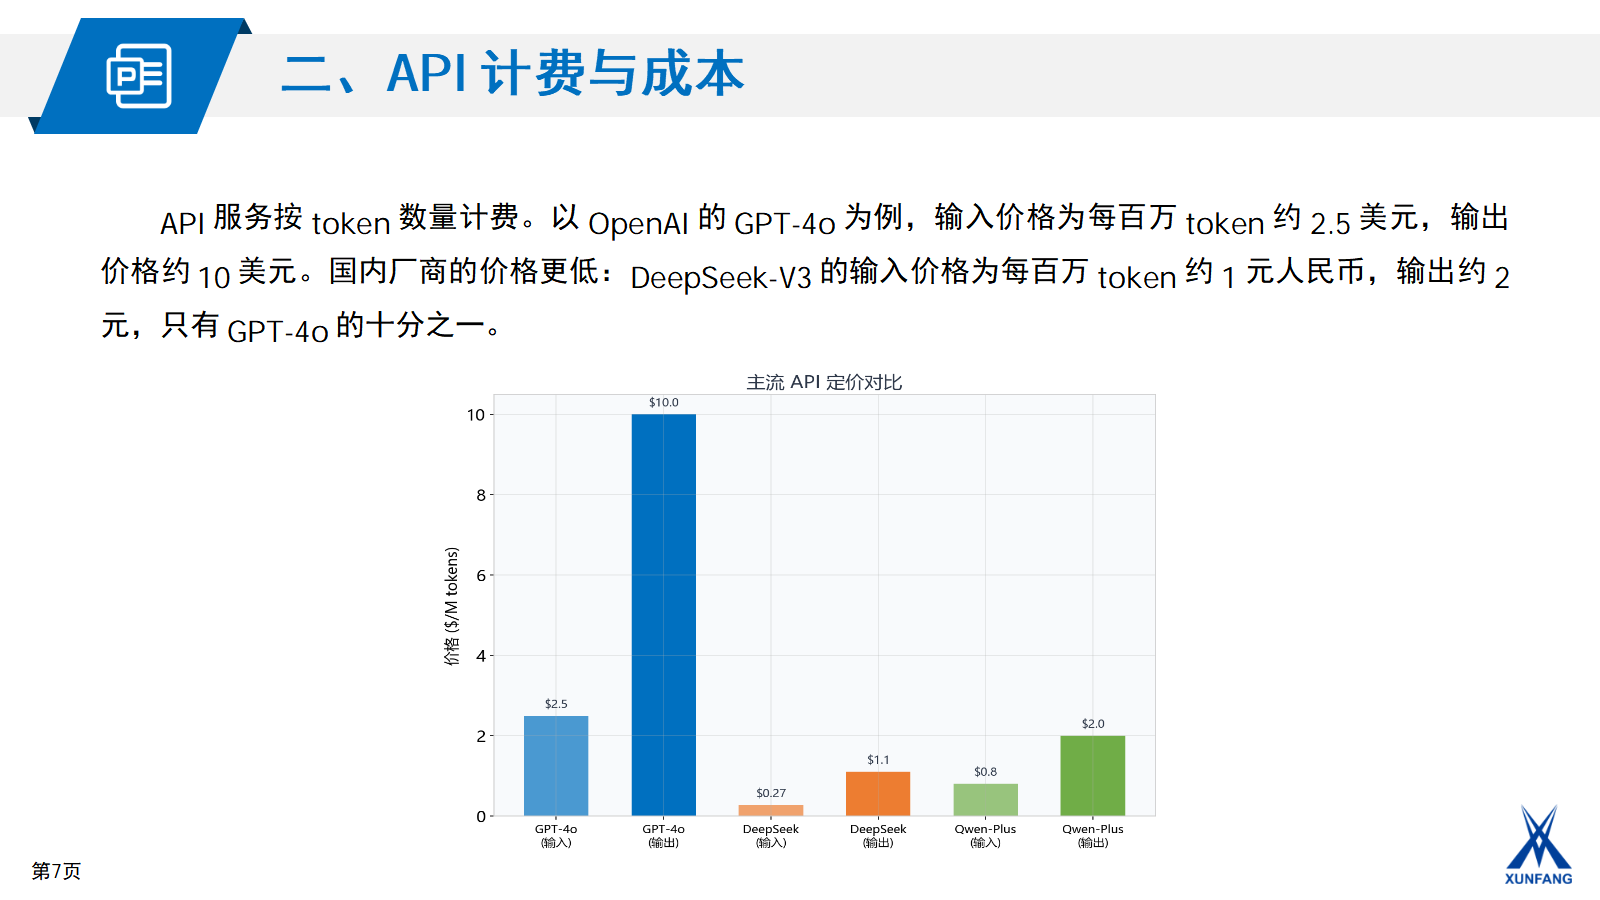 二、API 计费与成本
API 服务按 token 数量计费。以 OpenAI 的 GPT-4o 为例，输入价格为每百万 token 约 2.5 美元，输出
价格约 10 美元。国内厂商的价格更低：DeepSeek-V3 的输入价格为每百万 token 约 1 元人民币，输出约 2
元，只有 GPT-4o 的十分之一。
主流 API 定价对比
价格 ($/M tokens)
10
8
6
4
2
0
$2.5
$10.0
$0.27
$1.1
$0.8
$2.0
GPT-4o
(输入)
GPT-4o
(输出)
DeepSeek
(输入)
DeepSeek
(输出)
Qwen-Plus
(输入)
Qwen-Plus
(输出)
第7页
XUNFANG